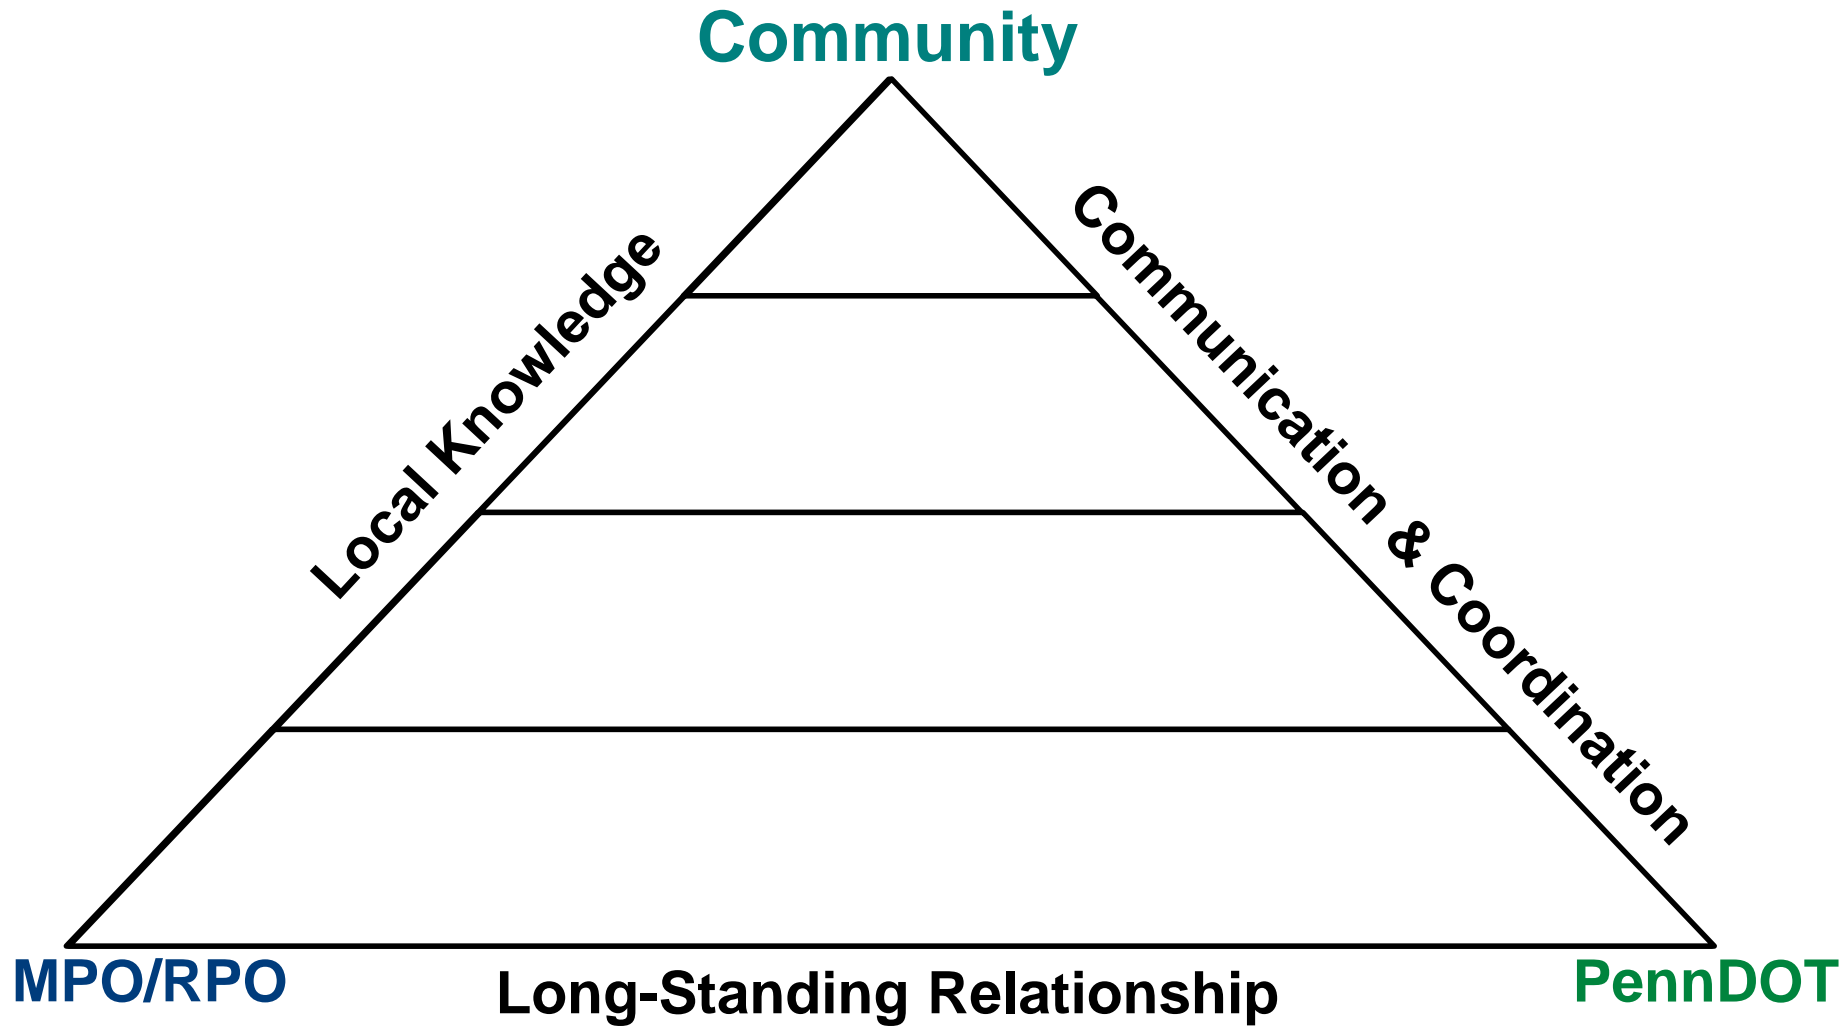 Community
Local Knowledge
Communication & Coordination
MPO/RPO
Long-Standing Relationship
PennDOT